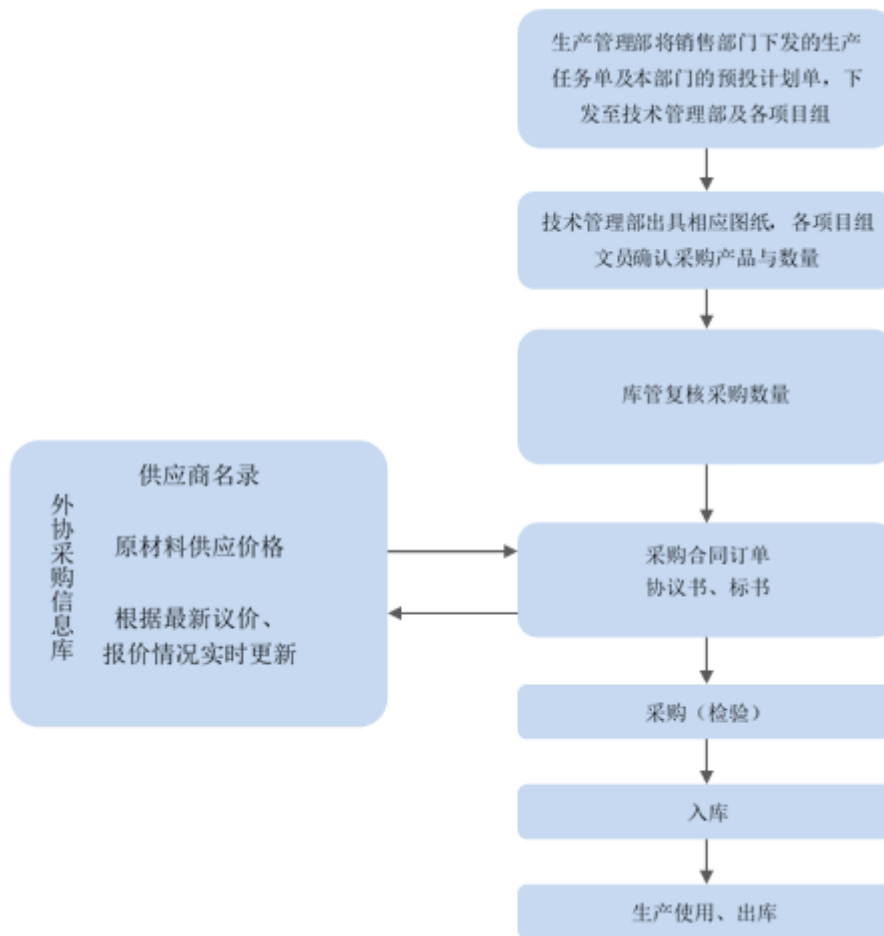 生产管理部将销售部门下发的生产
任务单及本部门的预投计划单，下
发至技术管理部及各项目组
技术管理部出具相应图纸，各项目组
文员确认采购产品与数量
库管复核采购数量
外协采购信息库
供应商名录
原材料供应价格
根据最新议价、
报价情况实时更新
采购合同订单
协议书、标书
采购（检验）
入库
生产使用、出库